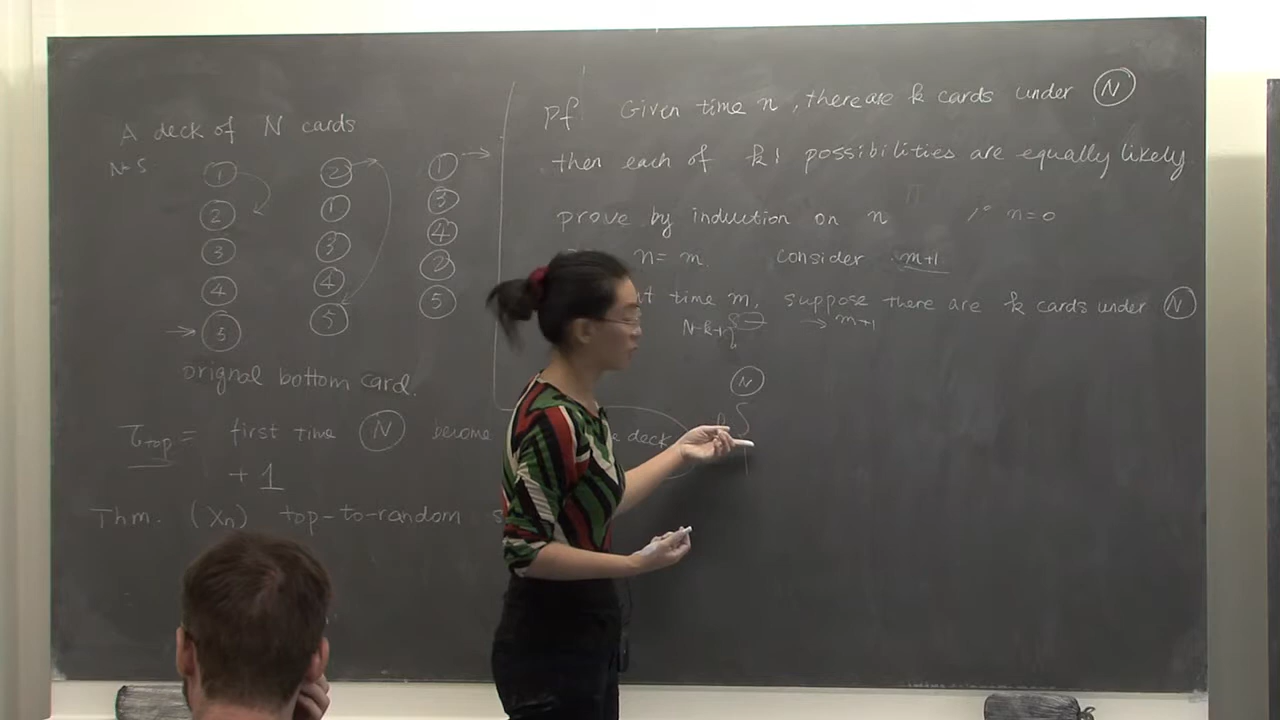 A deck of N cards
N=5
1 2 1
2 1 3
3 3 4
4 4 2
5 5 5
orignal bottom card.
τtop = first time N become e deck
+ 1
Thm. (Xn) top-to-random s
Pf. Given time n, there are k cards under N
then each of k! possibilities are equally likely.
prove by induction on n 1° n=0
n=m. consider m+1.
t time m, suppose there are k cards under N
N-k+1 → m+1
N